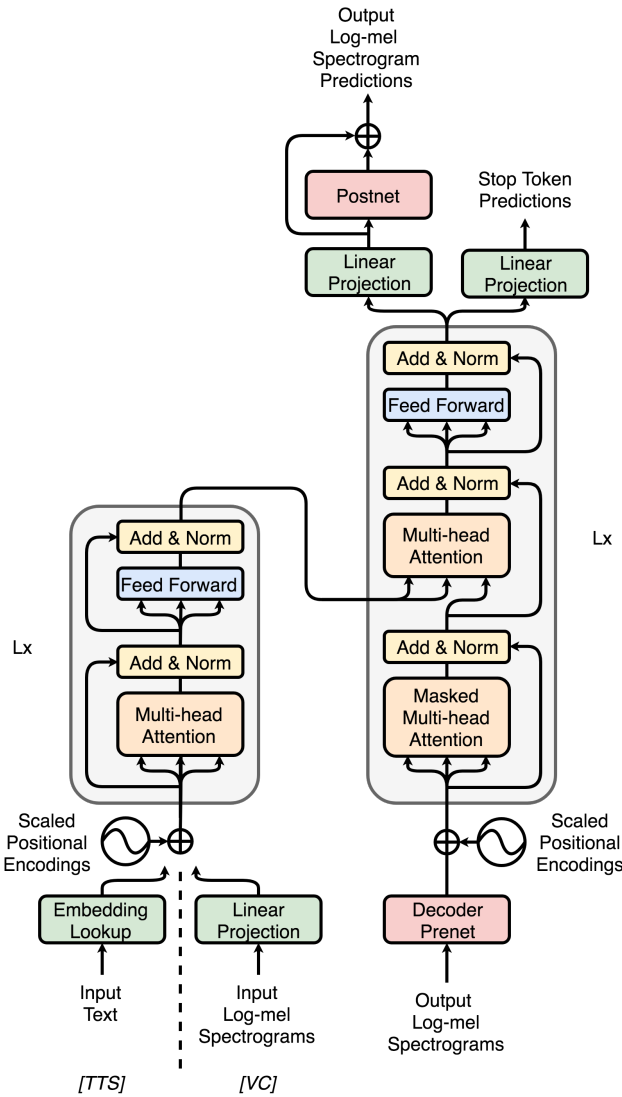 Output
Log-mel
Spectrogram
Predictions
Postnet
Stop Token
Predictions
Linear
Projection
Linear
Projection
Add & Norm
Feed Forward
Add & Norm
Multi-head
Attention
Lx
Add & Norm
Masked
Multi-head
Attention
Add & Norm
Feed Forward
Lx
Add & Norm
Multi-head
Attention
Scaled
Positional
Encodings
Scaled
Positional
Encodings
Embedding
Lookup
Linear
Projection
Decoder
Prenet
Input
Text
Input
Log-mel
Spectrograms
Output
Log-mel
Spectrograms
[TTS]
[VC]